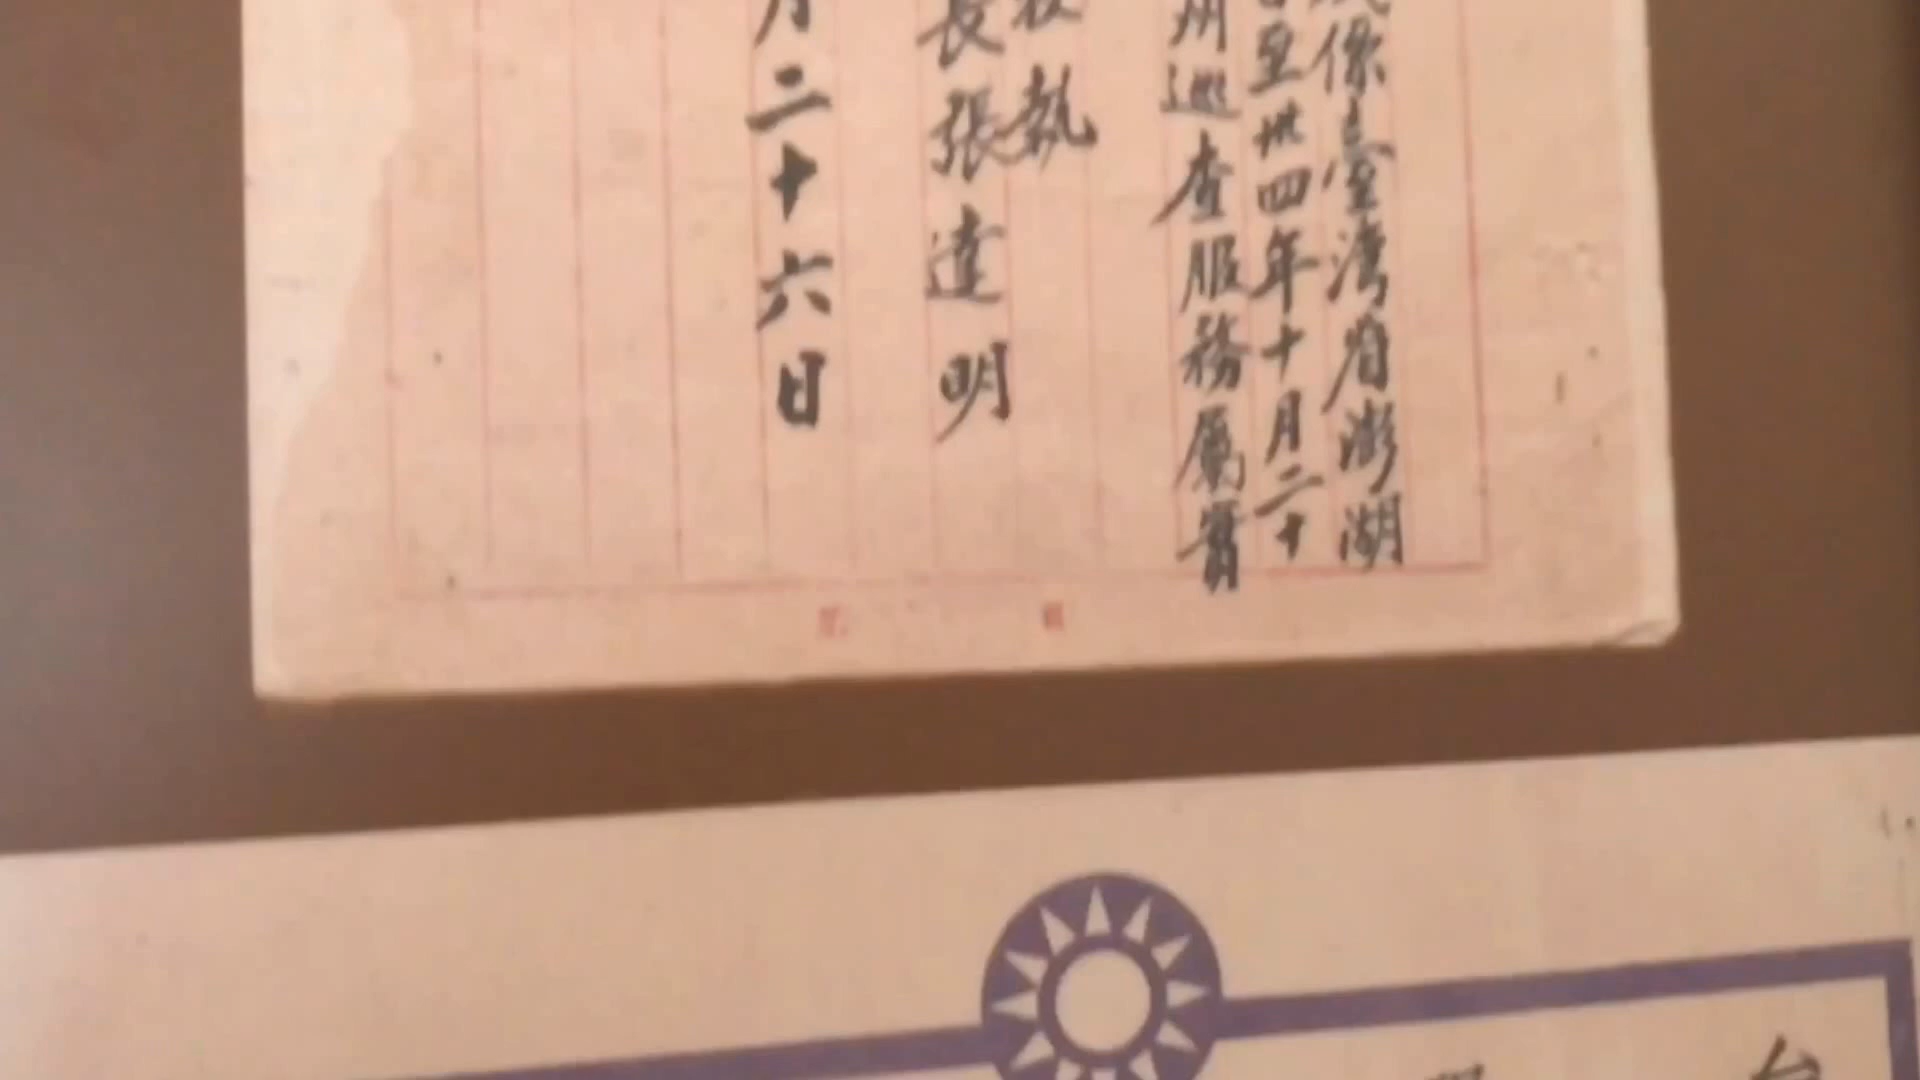 係臺灣省澎湖
至卅四年十月二十
州巡查服務屬實
執
長張達明
月二十六日